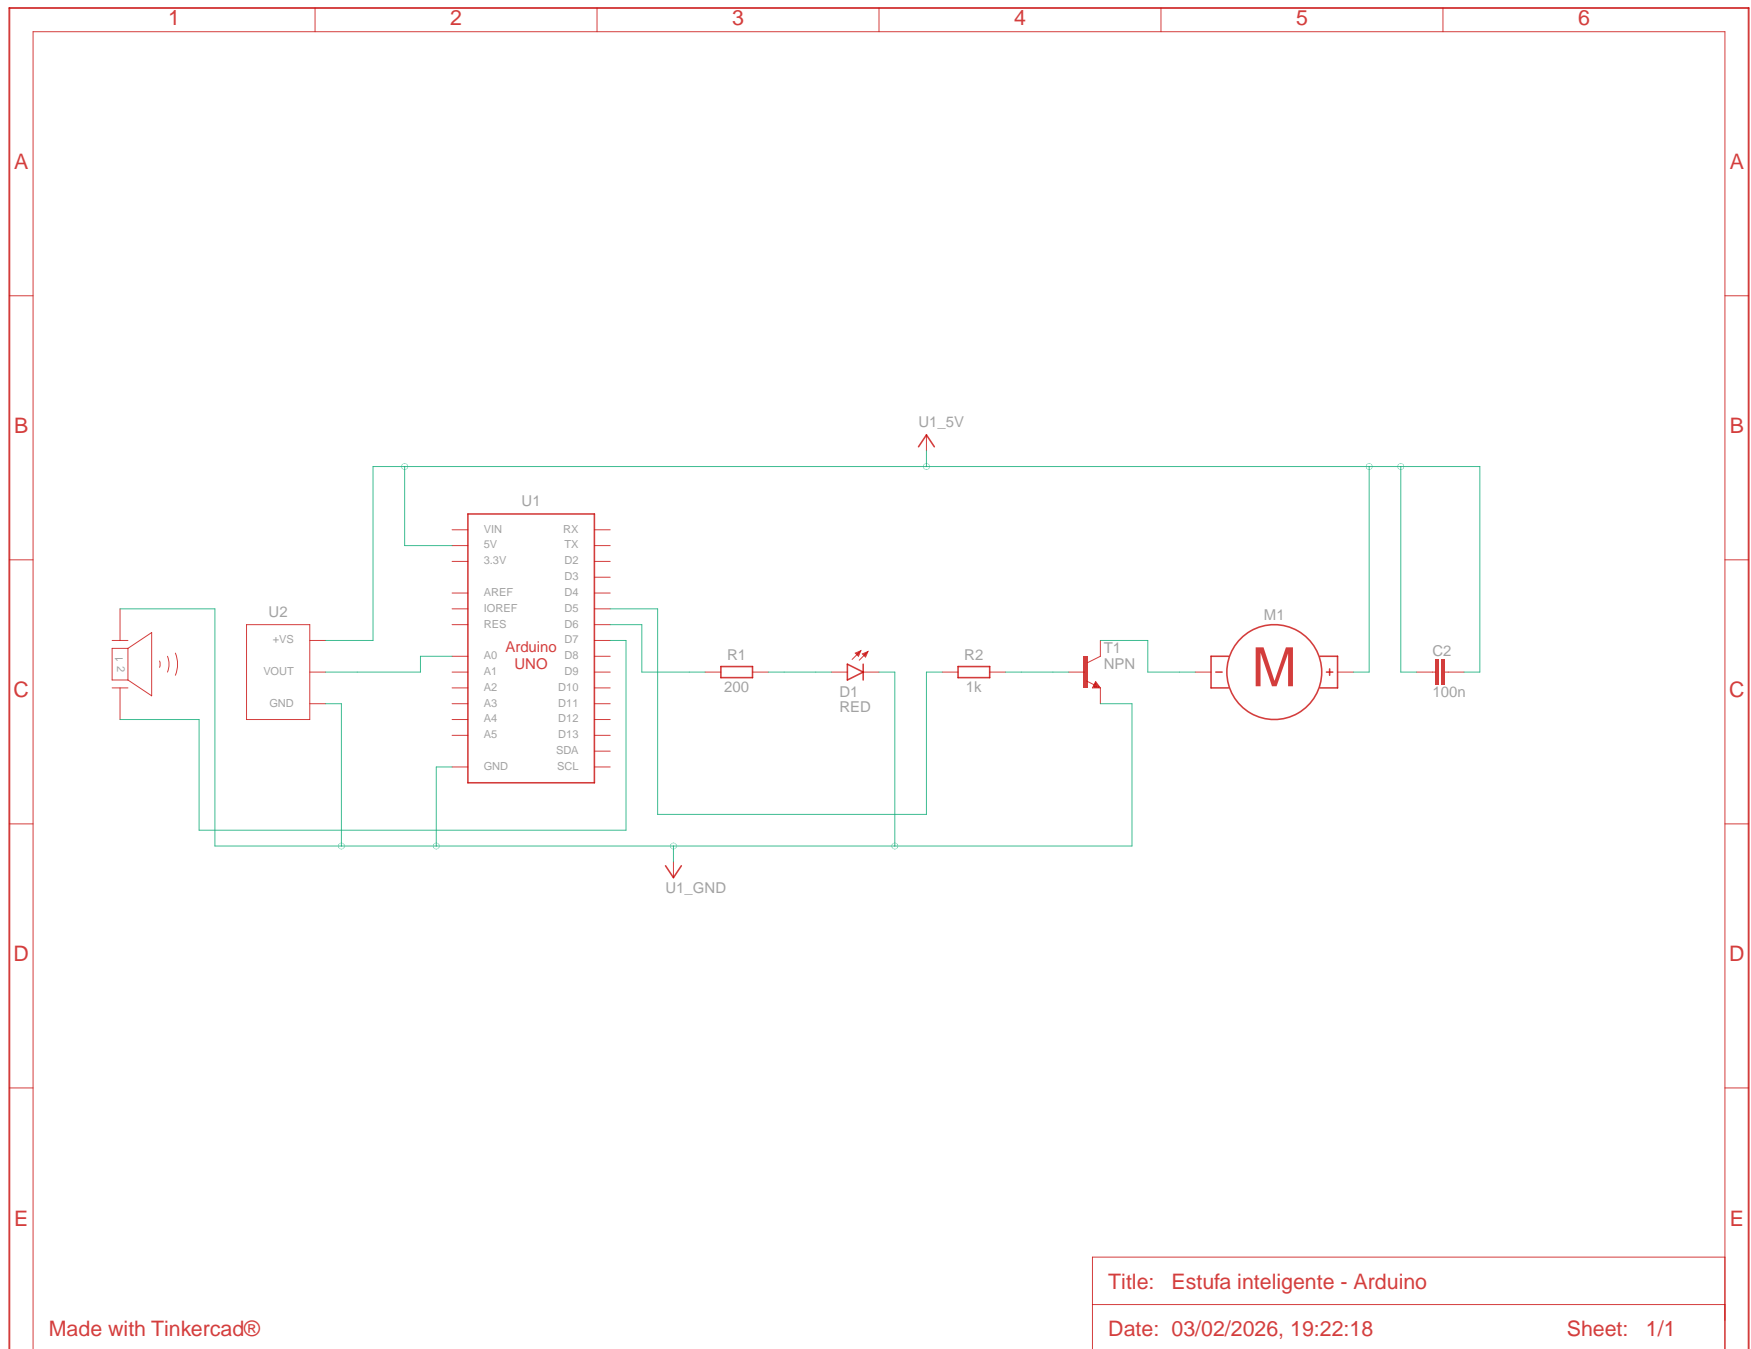 1 2 3 4 5 6
A A
B B
U1_5V
U1
VIN RX
5V TX
3.3V D2
D3
AREF D4
IOREF D5
RES D6
D7
Arduino
UNO
A0 D8
A1 D9
A2 D10
A3 D11
A4 D12
A5 D13
SDA
GND SCL
U2
+VS
VOUT
GND
1 2
C C
R1
200
D1
RED
R2
1k
T1
NPN
M1
- M +
C2
100n
U1_GND
D D
E E
Title: Estufa inteligente - Arduino
Made with Tinkercad®
Date: 03/02/2026, 19:22:18 Sheet: 1/1